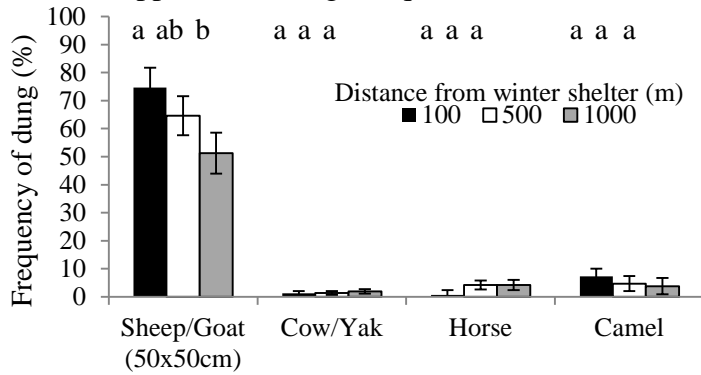 Frequency of dung (%)
100
90
80
70
60
50
40
30
20
10
0
a ab b
a a a
a a a
a a a
Distance from winter shelter (m)
100 500 1000
Sheep/Goat
(50x50cm)
Cow/Yak
Horse
Camel